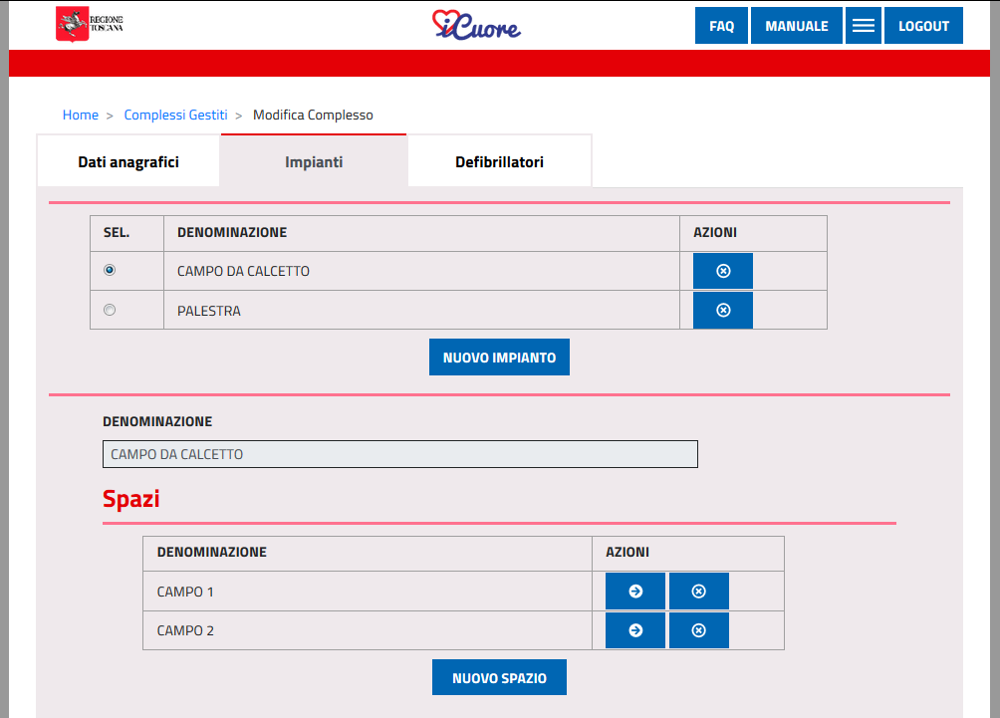 REGIONE
TOSCANA
iCuore
FAQ MANUALE LOGOUT
Home > Complessi Gestiti > Modifica Complesso
Dati anagrafici Impianti Defibrillatori
SEL. DENOMINAZIONE AZIONI
CAMPO DA CALCETTO
PALESTRA
NUOVO IMPIANTO
DENOMINAZIONE
CAMPO DA CALCETTO
Spazi
DENOMINAZIONE AZIONI
CAMPO 1
CAMPO 2
NUOVO SPAZIO